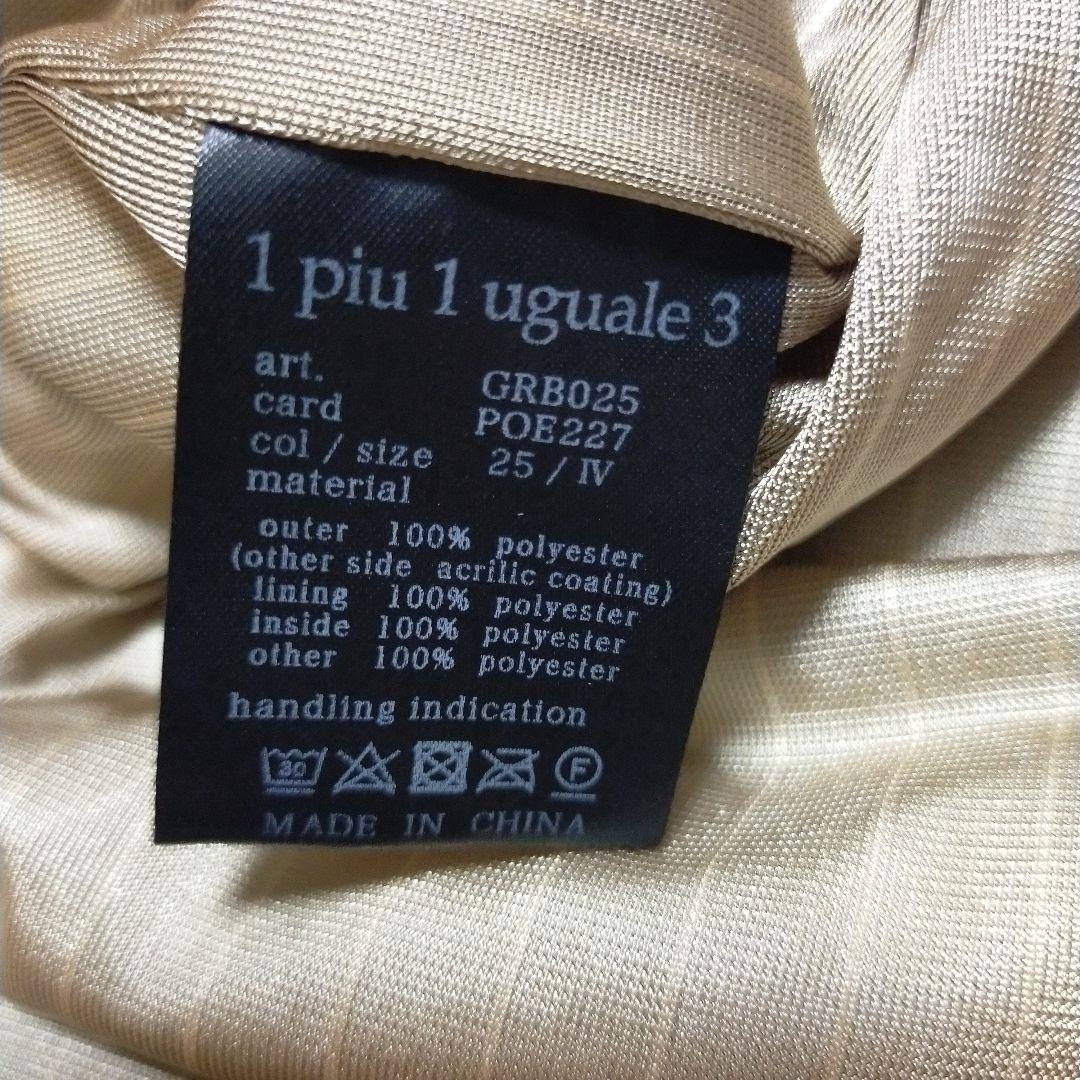 1 piu 1 uguale 3
art. GRB025
card POE227
col / size 25 / Ⅳ
material
outer 100% polyester
(other side acrilic coating)
lining 100% polyester
inside 100% polyester
other 100% polyester
handling indication
30 F
MADE IN CHINA